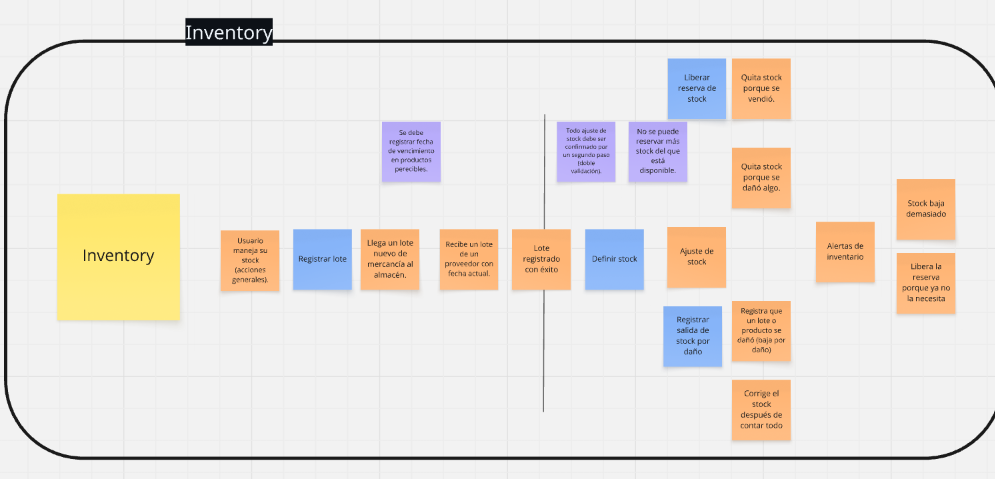 Inventory
Liberar
reserva de
stock
Quita stock
porque se
vendió.
Se debe
registrar fecha
de vencimiento
en productos
perecibles.
Todo ajuste de
stock debe ser
confirmado por
un segundo paso
(doble
validación).
No se puede
reservar más
stock del que
está
disponible.
Quita stock
porque se
dañó algo.
Stock baja
demasiado
Inventory
Usuario
maneja su
stock
(acciones
generales).
Registrar lote
Llega un lote
nuevo de
mercancía al
almacén.
Recibe un lote
de un
proveedor con
fecha actual.
Lote
registrado
con éxito
Definir stock
Ajuste de
stock
Alertas de
inventario
Libera la
reserva
porque ya no
la necesita
Registrar
salida de
stock por
daño
Registra que
un lote o
producto se
dañó (baja por
daño)
Corrige el
stock
después de
contar todo